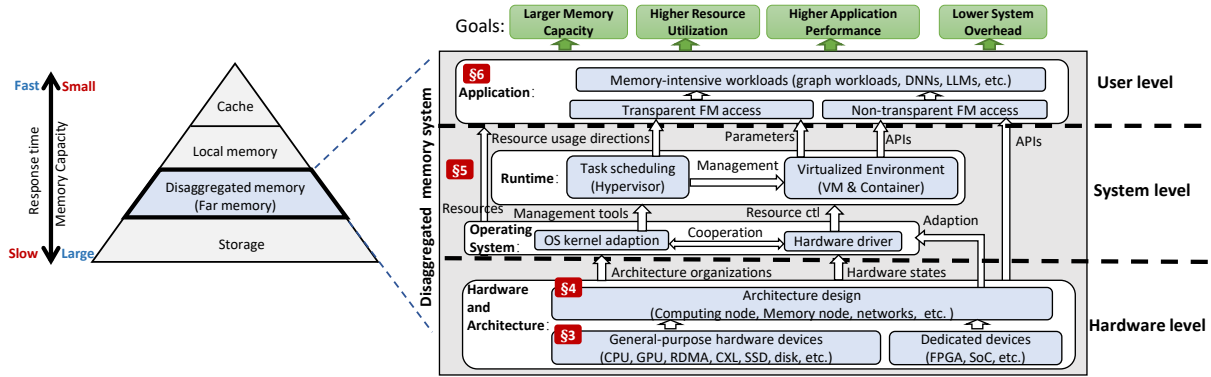 Goals:
Larger Memory
Capacity
Higher Resource
Utilization
Higher Application
Performance
Lower System
Overhead
Fast
Small
Response time
Memory Capacity
Slow
Large
Cache
Local memory
Disaggregated memory
(Far memory)
Storage
Disaggregated memory system
§6
Application:
Memory-intensive workloads (graph workloads, DNNs, LLMs, etc.)
Transparent FM access
Non-transparent FM access
User level
Resource usage directions
Parameters
APIs
APIs
§5
Runtime:
Task scheduling
(Hypervisor)
Management
Virtualized Environment
(VM & Container)
System level
Resources
Management tools
Resource ctl
Adaption
Operating
System:
OS kernel adaption
Cooperation
Hardware driver
Architecture organizations
Hardware states
Hardware
and
Architecture:
§4
Architecture design
(Computing node, Memory node, networks, etc. )
§3
General-purpose hardware devices
(CPU, GPU, RDMA, CXL, SSD, disk, etc.)
Dedicated devices
(FPGA, SoC, etc.)
Hardware level